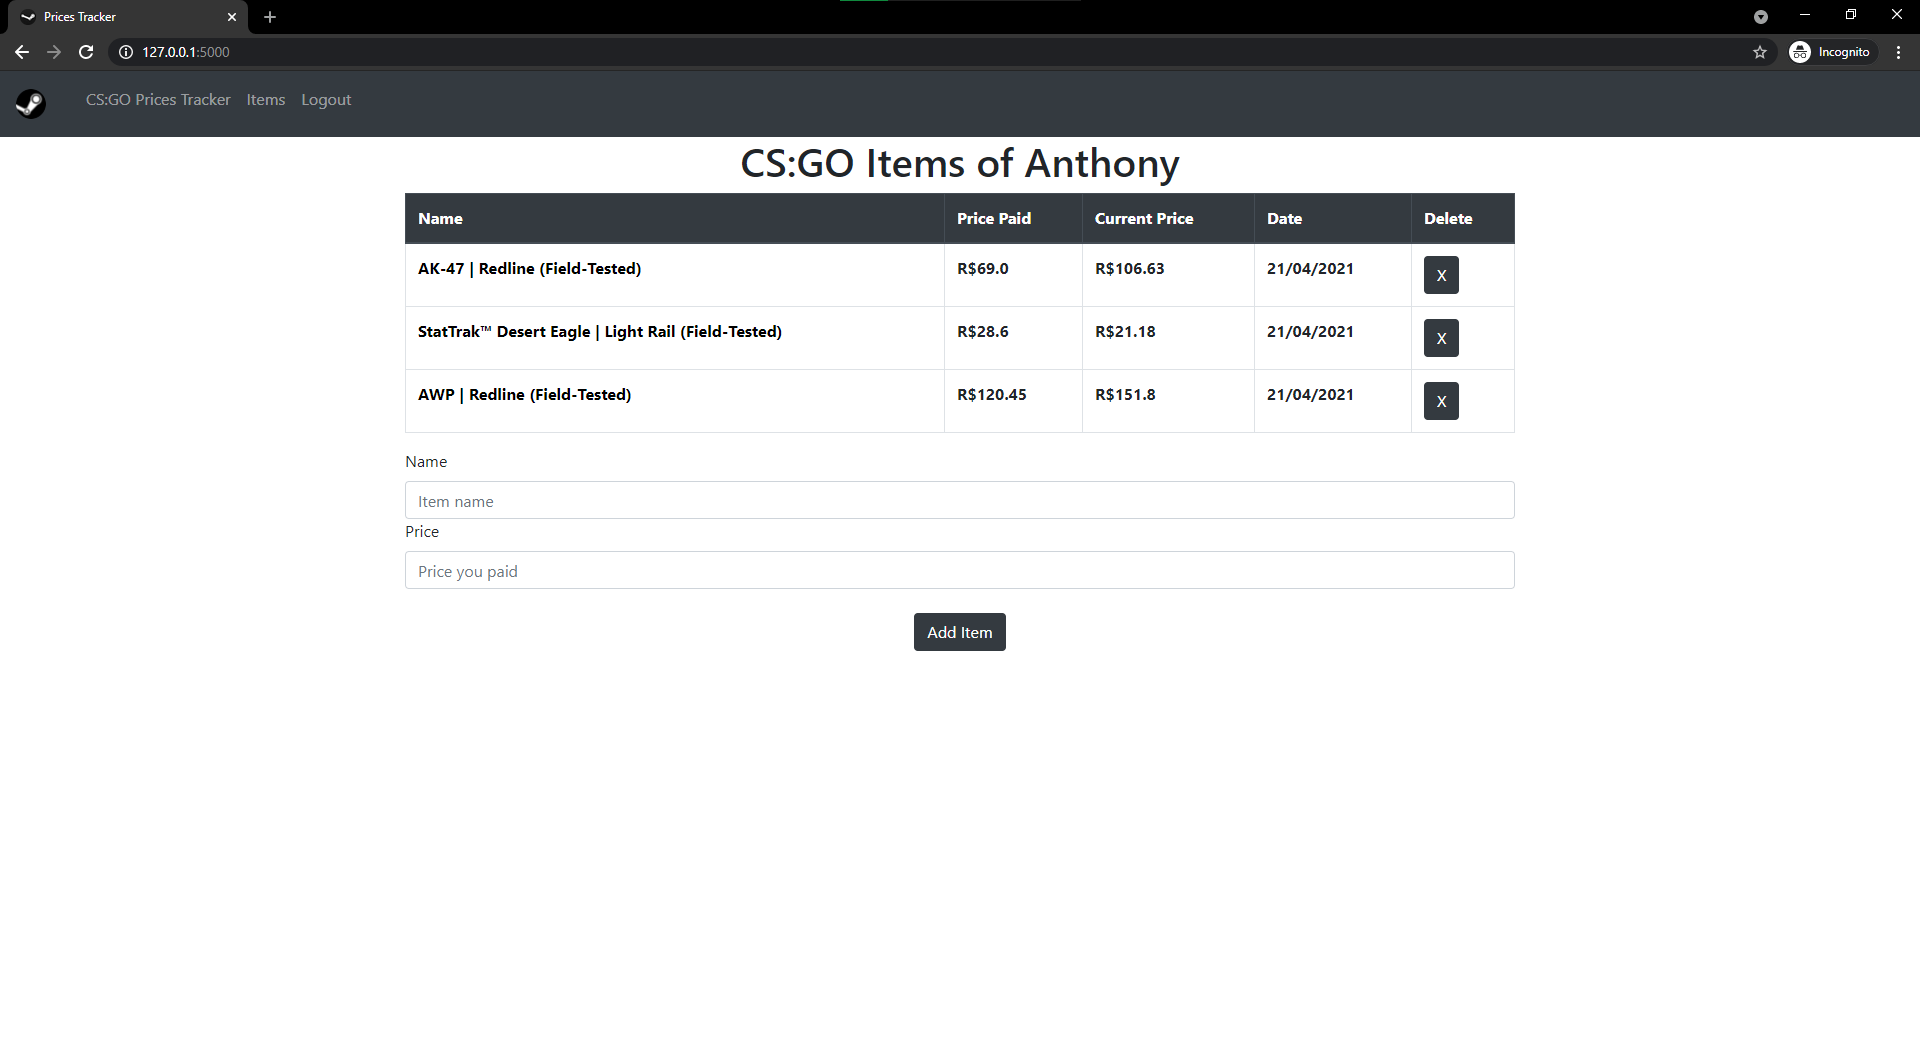 Prices Tracker
127.0.0.1:5000
Incognito
CS:GO Prices Tracker Items Logout
CS:GO Items of Anthony
Name Price Paid Current Price Date Delete
AK-47 | Redline (Field-Tested) R$69.0 R$106.63 21/04/2021 X
StatTrak™ Desert Eagle | Light Rail (Field-Tested) R$28.6 R$21.18 21/04/2021 X
AWP | Redline (Field-Tested) R$120.45 R$151.8 21/04/2021 X
Name
Item name
Price
Price you paid
Add Item